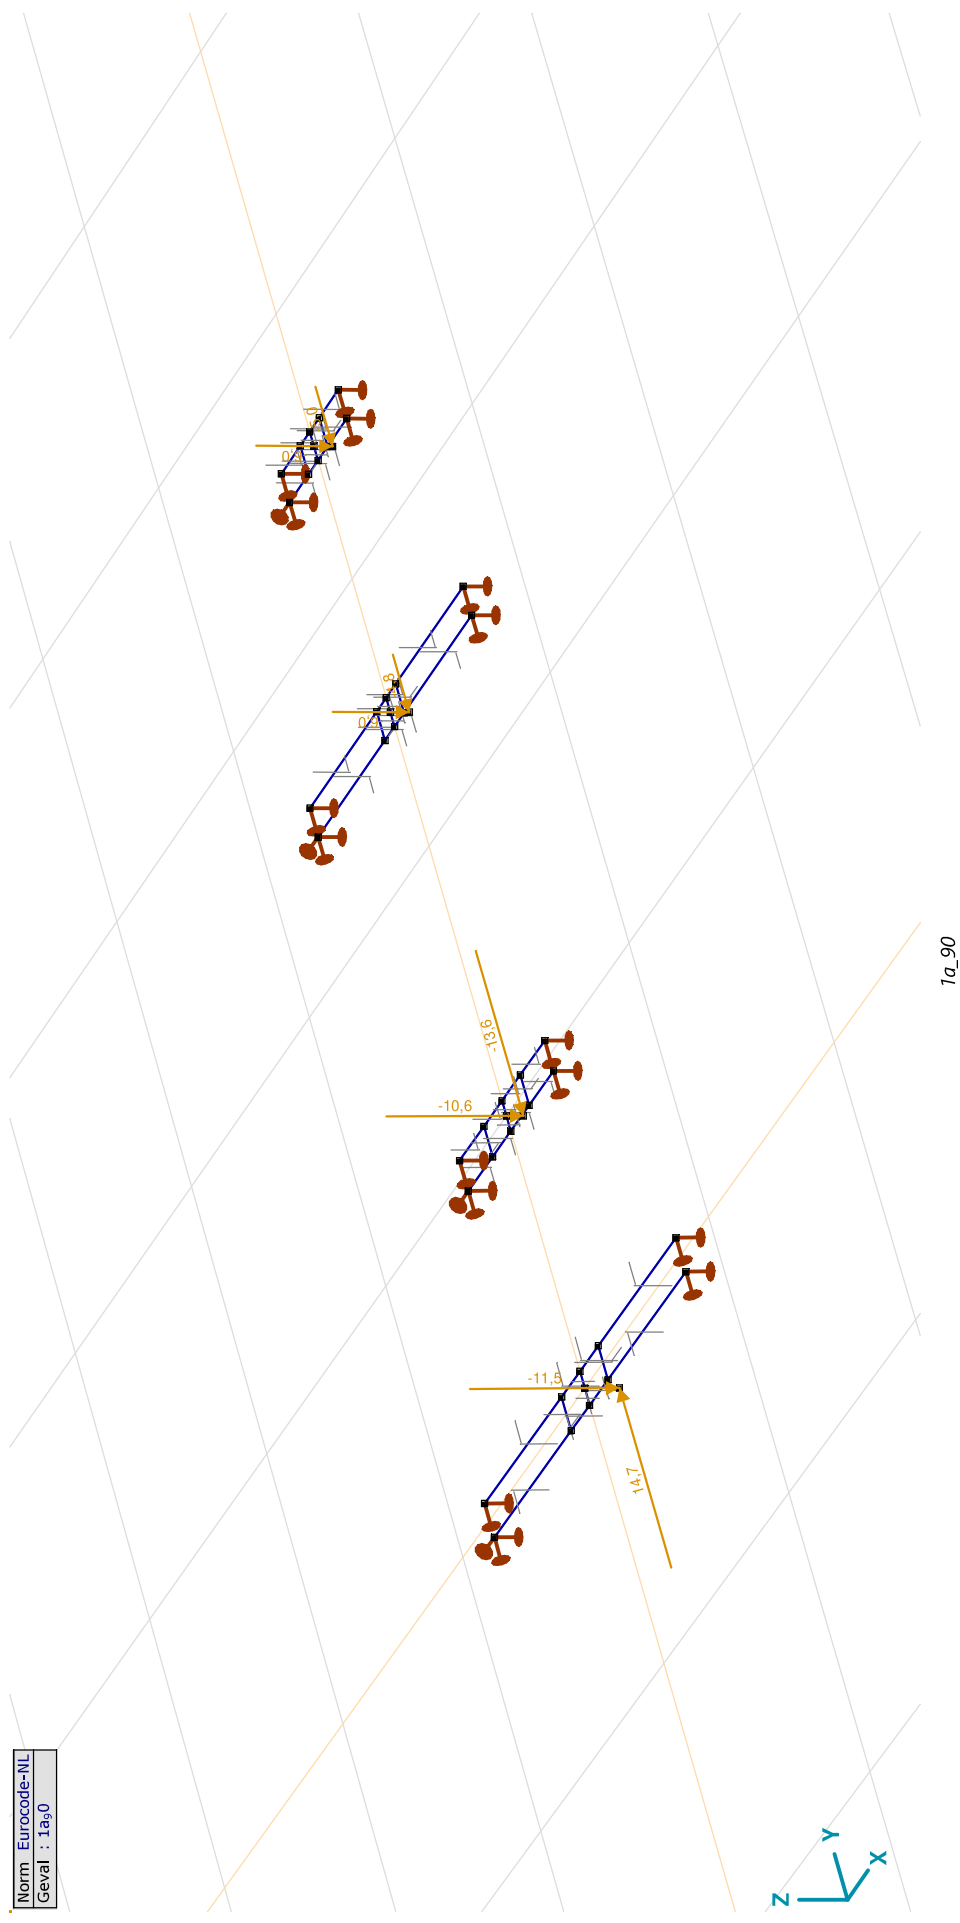 Norm Eurocode-NL
Geval : 1a90
-11,5
14,7
-10,6
-13,6
1a_90
Z
Y
X